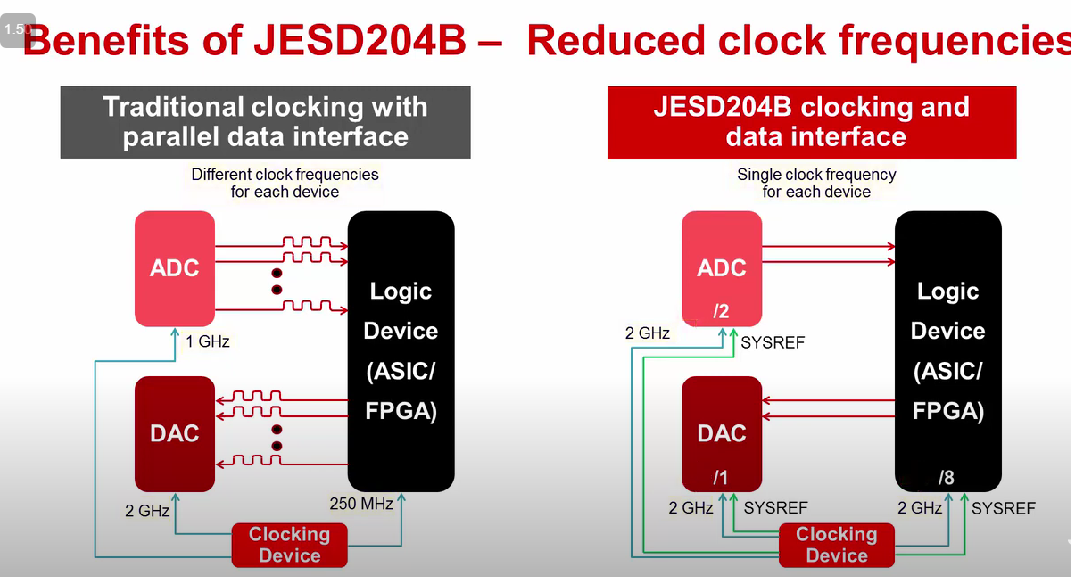 1.50
Benefits of JESD204B – Reduced clock frequencies
Traditional clocking with
parallel data interface
Different clock frequencies
for each device
ADC
Logic
Device
(ASIC/
FPGA)
1 GHz
DAC
2 GHz
250 MHz
Clocking
Device
JESD204B clocking and
data interface
Single clock frequency
for each device
ADC
/2
Logic
Device
(ASIC/
FPGA)
/8
2 GHz
SYSREF
DAC
/1
2 GHz
SYSREF
2 GHz
SYSREF
Clocking
Device